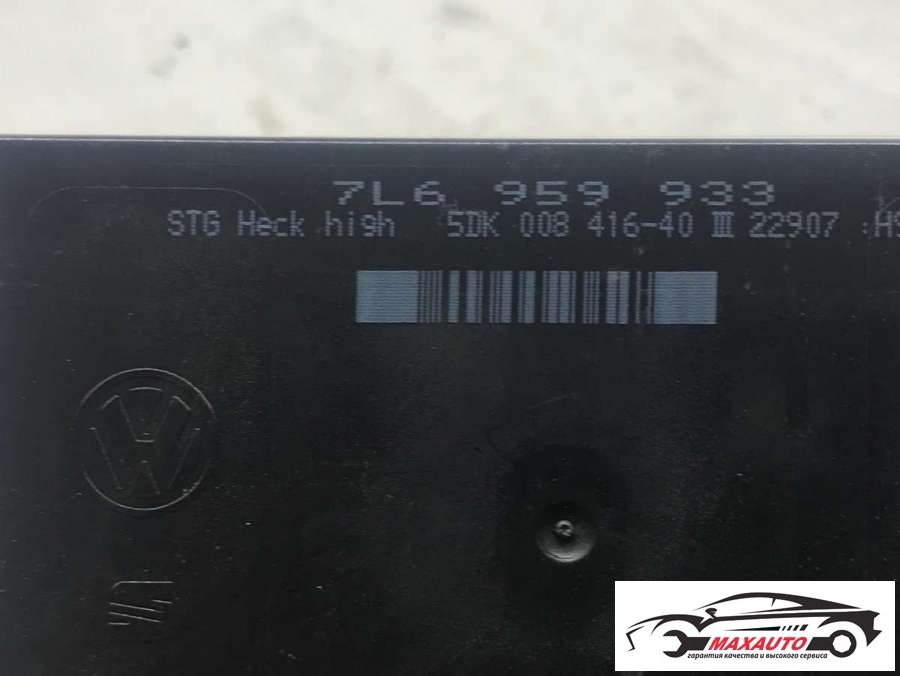 7L6 959 933
STG Heck high 5DK 008 416-40 III 22907
MAXAUTO
гарантия качества и высокого сервиса